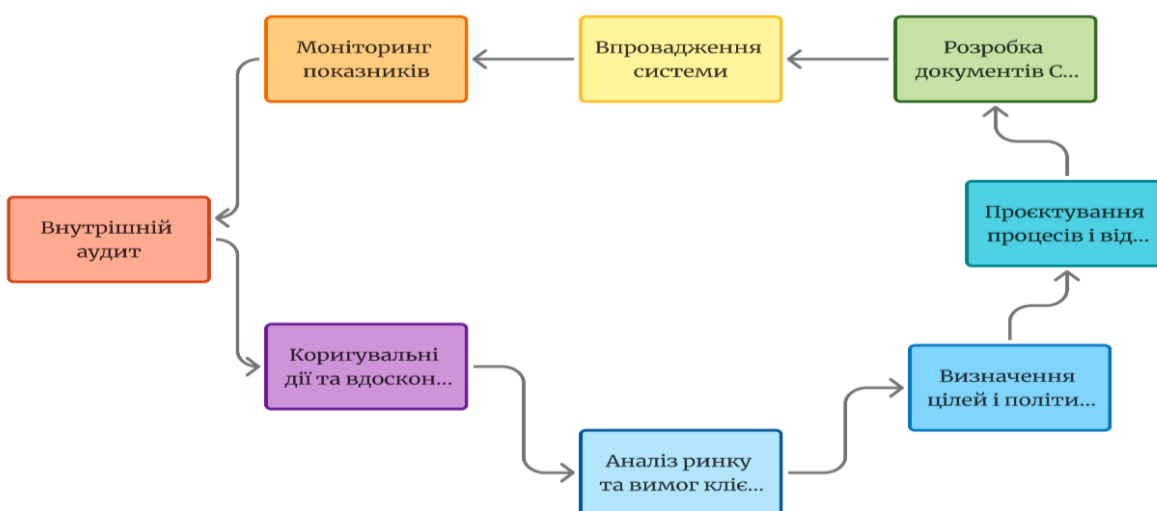 Моніторинг
показників
Впровадження
системи
Розробка
документів С...
Внутрішній
аудит
Проєктування
процесів і від...
Коригувальні
дії та вдоскон...
Визначення
цілей і політи...
Аналіз ринку
та вимог кліє...